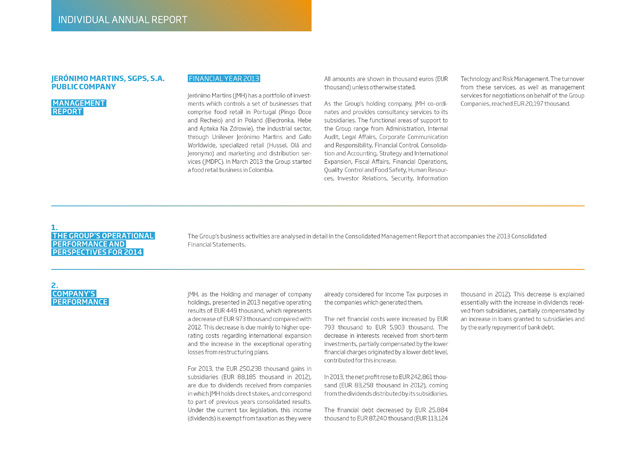 INDIVIDUAL ANNUAL REPORT
JERÓNIMO MARTINS, SGPS, S.A.
PUBLIC COMPANY
MANAGEMENT
REPORT
FINANCIAL YEAR 2013
Jerónimo Martins (JMH) has a portfolio of invest-
ments which controls a set of businesses that
comprise food retail in Portugal (Pingo Doce
and Recheio) and in Poland (Biedronka, Hebe
and Apteka Na Zdrowie), the industrial sector,
through Unilever Jerónimo Martins and Gallo
Worldwide, specialized retail (Hussel, Olá and
Jeronymo) and marketing and distribution ser-
vices (JMDPC). In March 2013 the Group started
a food retail business in Colombia.
All amounts are shown in thousand euros (EUR
thousand) unless otherwise stated.
As the Group's holding company, JMH co-ordi-
nates and provides consultancy services to its
subsidiaries. The functional areas of support to
the Group range from Administration, Internal
Audit, Legal Affairs, Corporate Communication
and Responsibility, Financial Control, Consolida-
tion and Accounting, Strategy and International
Expansion, Fiscal Affairs, Financial Operations,
Quality Control and Food Safety, Human Resour-
ces, Investor Relations, Security, Information
Technology and Risk Management. The turnover
from these services, as well as management
services for negotiations on behalf of the Group
Companies, reached EUR 20,197 thousand.
1.
THE GROUP'S OPERATIONAL
PERFORMANCE AND
PERSPECTIVES FOR 2014
The Group's business activities are analysed in detail in the Consolidated Management Report that accompanies the 2013 Consolidated
Financial Statements.
2.
COMPANY'S
PERFORMANCE
JMH, as the Holding and manager of company
holdings, presented in 2013 negative operating
results of EUR 449 thousand, which represents
a decrease of EUR 973 thousand compared with
2012. This decrease is due mainly to higher ope-
rating costs regarding international expansion
and the increase in the exceptional operating
losses from restructuring plans.
For 2013, the EUR 250,238 thousand gains in
subsidiaries (EUR 88,185 thousand in 2012),
are due to dividends received from companies
in which JMH holds direct stakes, and correspond
to part of previous years consolidated results.
Under the current tax legislation, this income
(dividends) is exempt from taxation as they were
already considered for Income Tax purposes in
the companies which generated them.
The net financial costs were increased by EUR
793 thousand to EUR 5,903 thousand. The
decrease in interests received from short-term
investments, partially compensated by the lower
financial charges originated by a lower debt level,
contributed for this increase.
In 2013, the net profit rose to EUR 242,861 thou-
sand (EUR 83,258 thousand in 2012), coming
from the dividends distributed by its subsidiaries.
The financial debt decreased by EUR 25,884
thousand to EUR 87,240 thousand (EUR 113,124
thousand in 2012). This decrease is explained
essentially with the increase in dividends recei-
ved from subsidiaries, partially compensated by
an increase in loans granted to subsidiaries and
by the early repayment of bank debt.